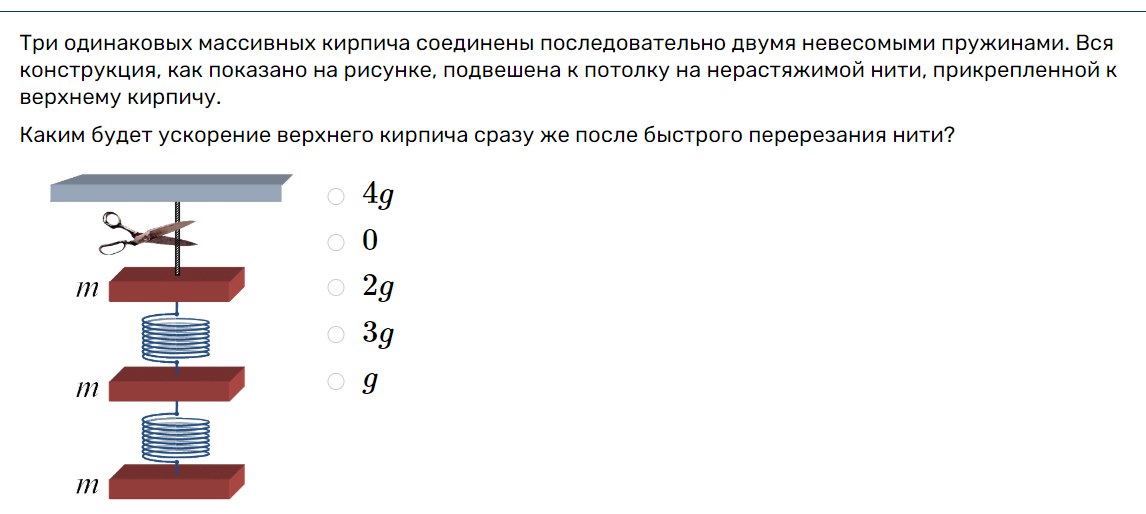 Три одинаковых массивных кирпича соединены последовательно двумя невесомыми пружинами. Вся
конструкция, как показано на рисунке, подвешена к потолку на нерастяжимой нити, прикрепленной к
верхнему кирпичу.
Каким будет ускорение верхнего кирпича сразу же после быстрого перерезания нити?
4g
0
2g
3g
g
m
m
m